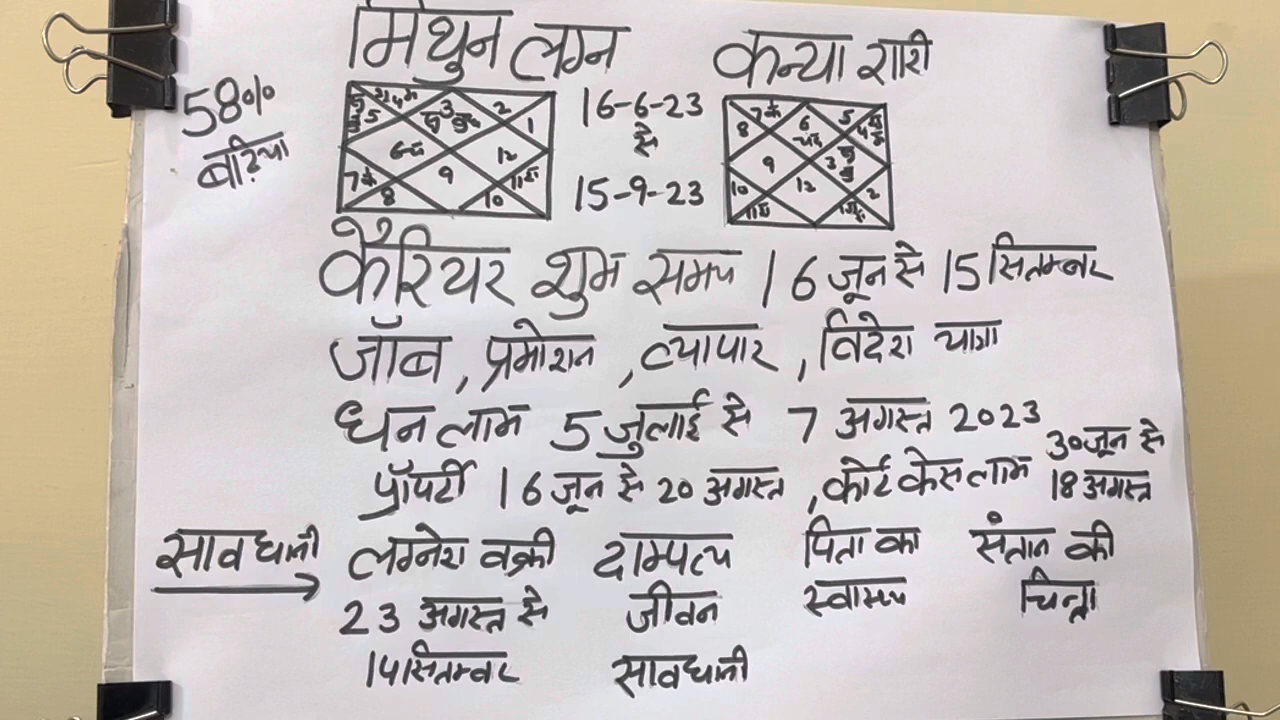 मिथुन लग्न कन्या राशी
58%
बढ़िया
16-6-23
से
15-9-23
कैरियर शुभ समय 16 जून से 15 सितम्बर
जॉब, प्रमोशन, व्यापार, विदेश यात्रा
धन लाभ 5 जुलाई से 7 अगस्त 2023
प्रॉपर्टी 16 जून से 20 अगस्त, कोर्ट केस लाभ 30 जून से
18 अगस्त
सावधानी लग्नेश वक्री दाम्पत्य पिता का संतान की
23 अगस्त से जीवन स्वास्थ्य चिन्ता
14 सितम्बर सावधानी